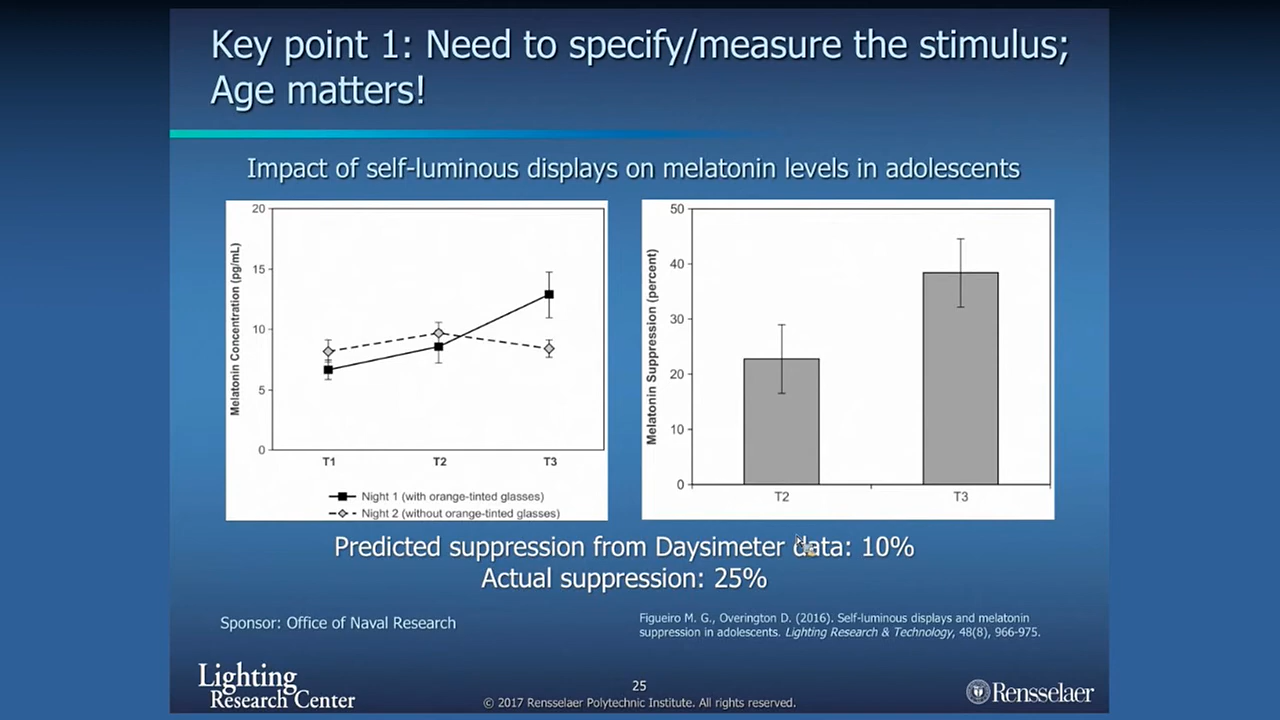 Key point 1: Need to specify/measure the stimulus;
Age matters!
Impact of self-luminous displays on melatonin levels in adolescents
Melatonin Concentration (pg/mL)
20
15
10
5
0
T1 T2 T3
Night 1 (with orange-tinted glasses)
Night 2 (without orange-tinted glasses)
Melatonin Suppression (percent)
50
40
30
20
10
0
T2 T3
Predicted suppression from Daysimeter data: 10%
Actual suppression: 25%
Sponsor: Office of Naval Research
Figueiro M. G., Overington D. (2016). Self-luminous displays and melatonin
suppression in adolescents. Lighting Research & Technology, 48(8), 966-975.
Lighting
Research Center
25
© 2017 Rensselaer Polytechnic Institute. All rights reserved.
Rensselaer